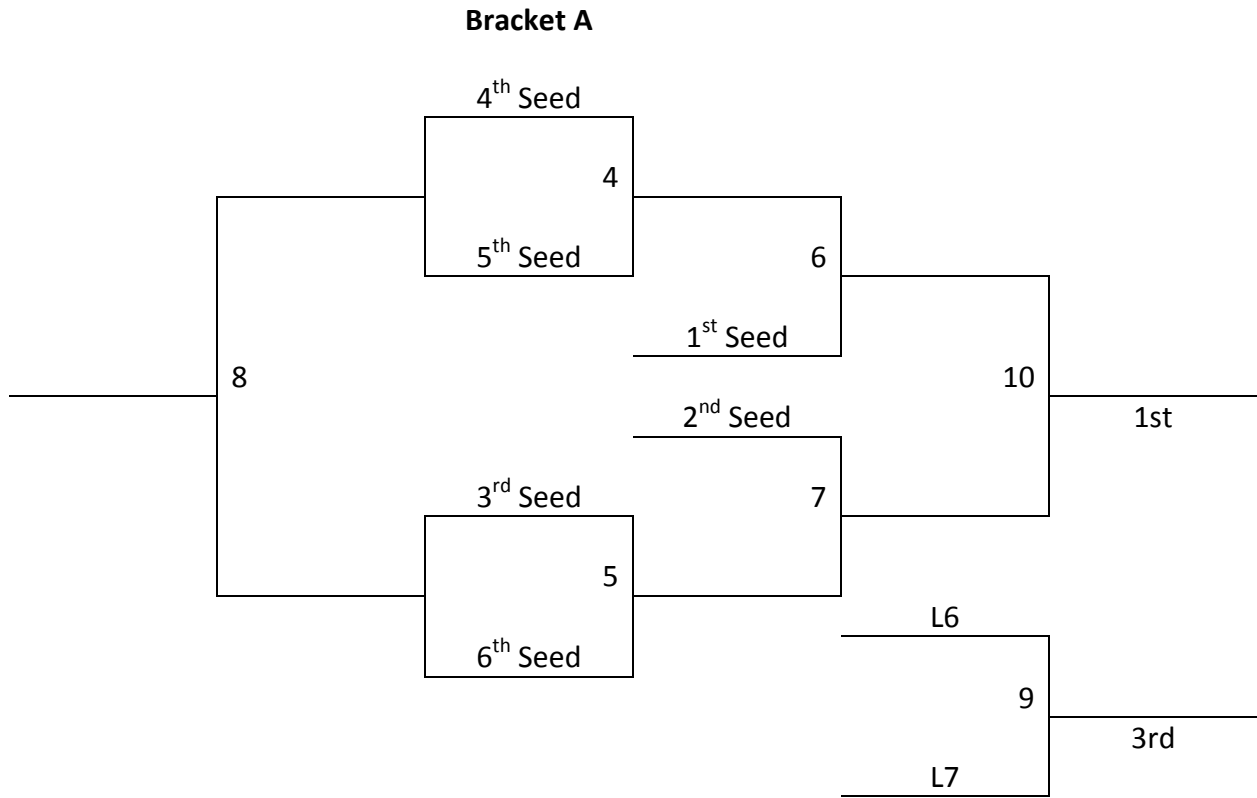 Bracket A
4th Seed
4
5th Seed
6
1st Seed
8
10
2nd Seed
1st
3rd Seed
7
5
L6
6th Seed
9
3rd
L7